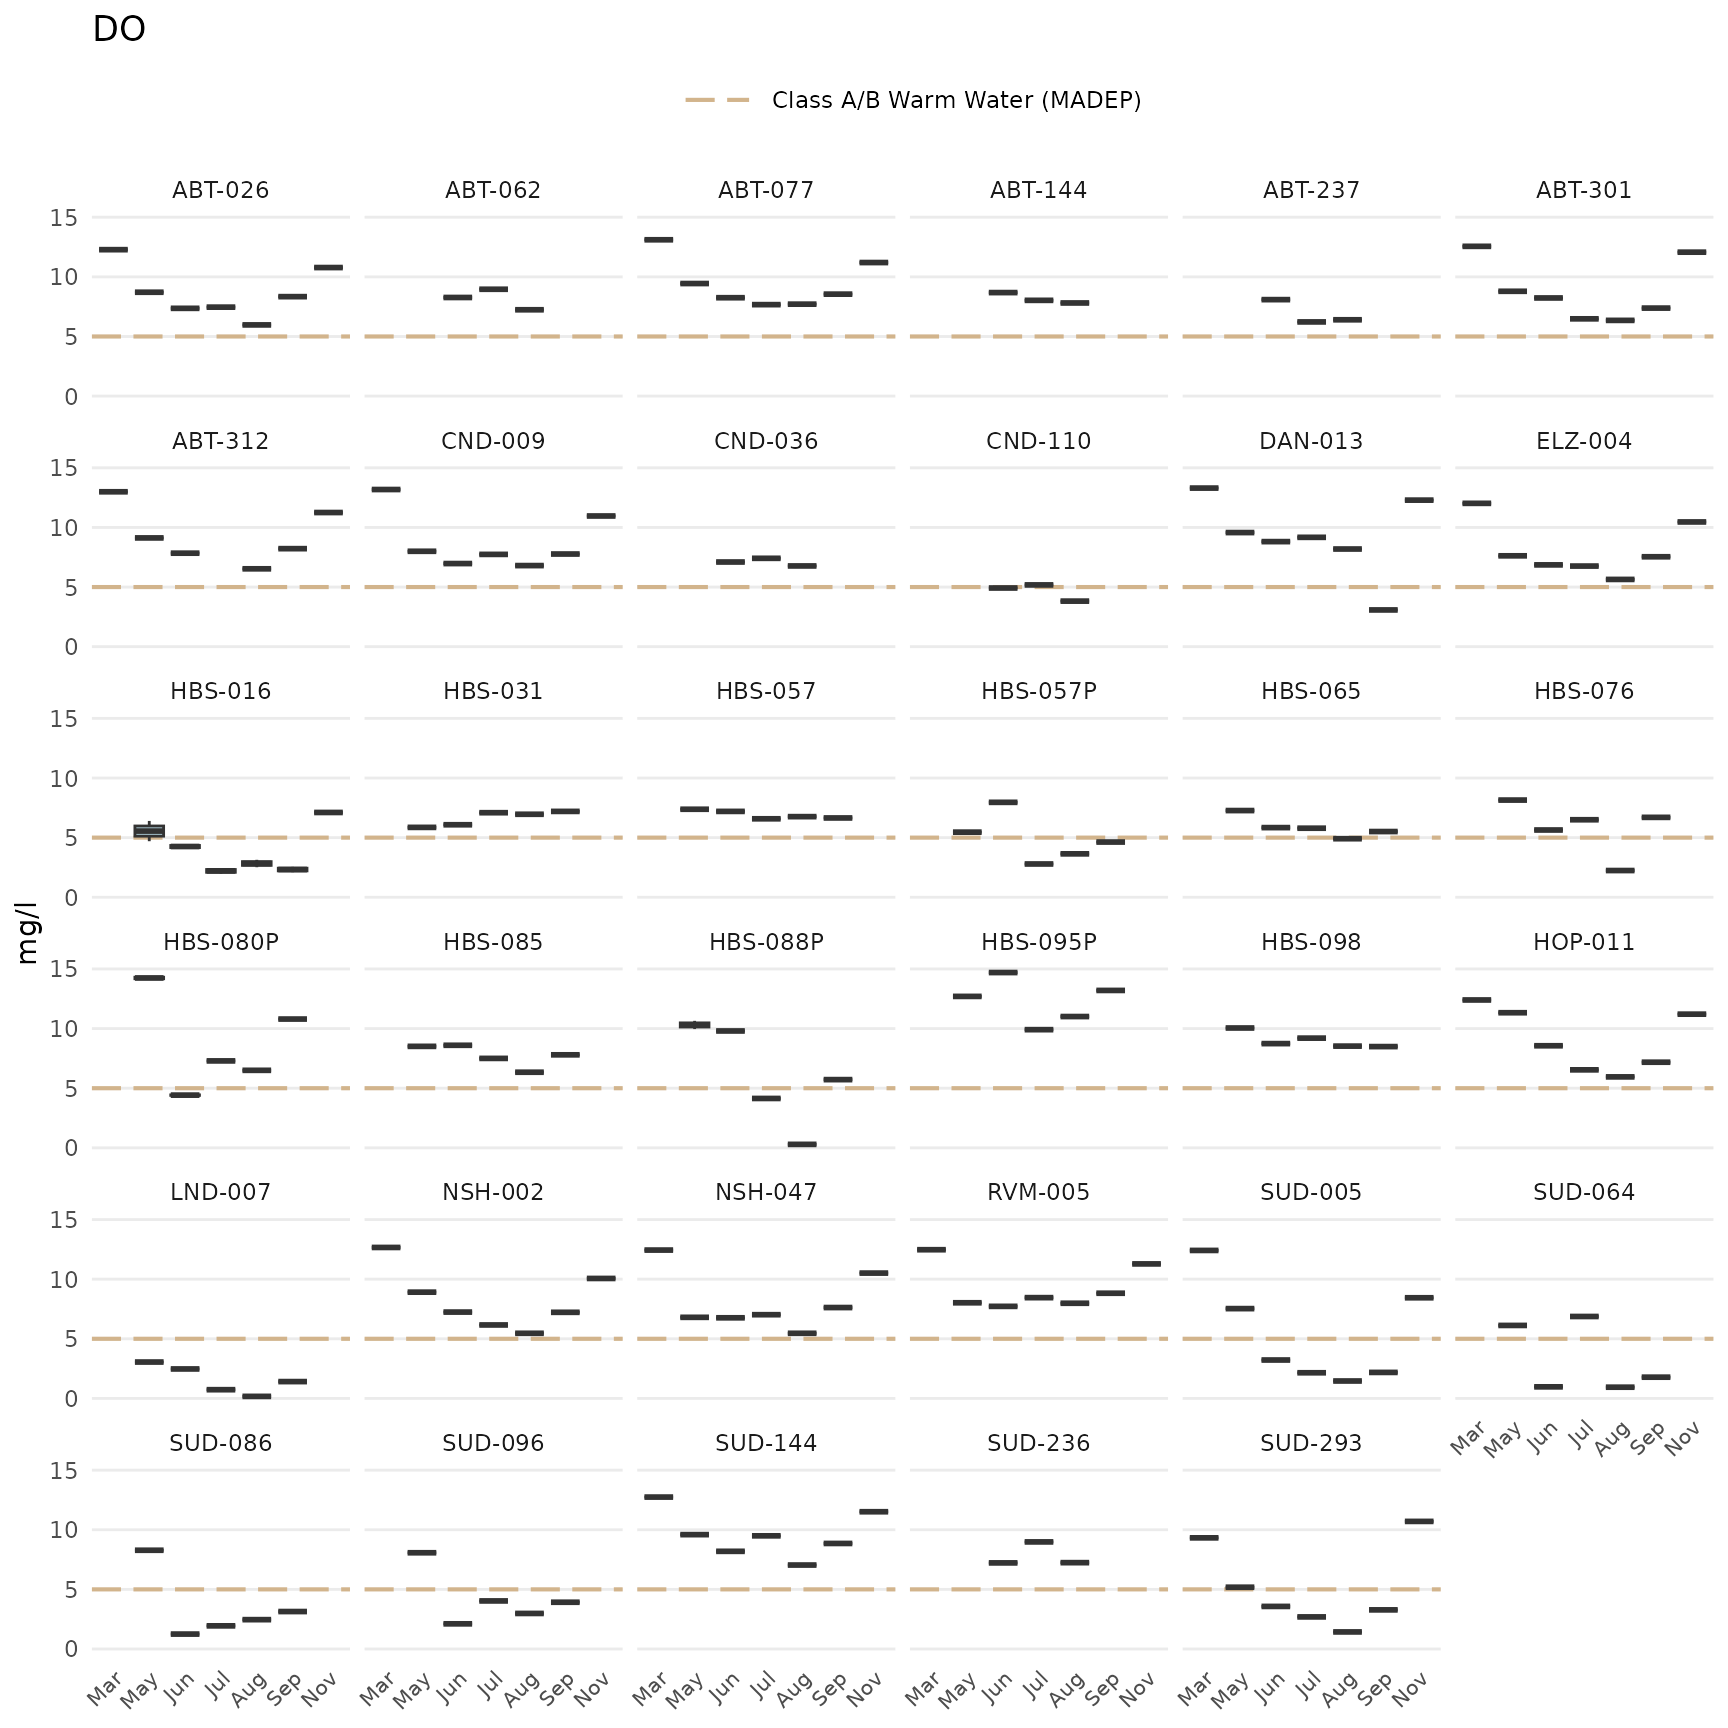 DO
Class A/B Warm Water (MADEP)
mg/l
ABT-026 ABT-062 ABT-077 ABT-144 ABT-237 ABT-301
15
10
5
0
ABT-312 CND-009 CND-036 CND-110 DAN-013 ELZ-004
15
10
5
0
HBS-016 HBS-031 HBS-057 HBS-057P HBS-065 HBS-076
15
10
5
0
HBS-080P HBS-085 HBS-088P HBS-095P HBS-098 HOP-011
15
10
5
0
LND-007 NSH-002 NSH-047 RVM-005 SUD-005 SUD-064
15
10
5
0
Mar May Jun Jul Aug Sep Nov
SUD-086 SUD-096 SUD-144 SUD-236 SUD-293
15
10
5
0
Mar May Jun Jul Aug Sep Nov Mar May Jun Jul Aug Sep Nov Mar May Jun Jul Aug Sep Nov Mar May Jun Jul Aug Sep Nov Mar May Jun Jul Aug Sep Nov